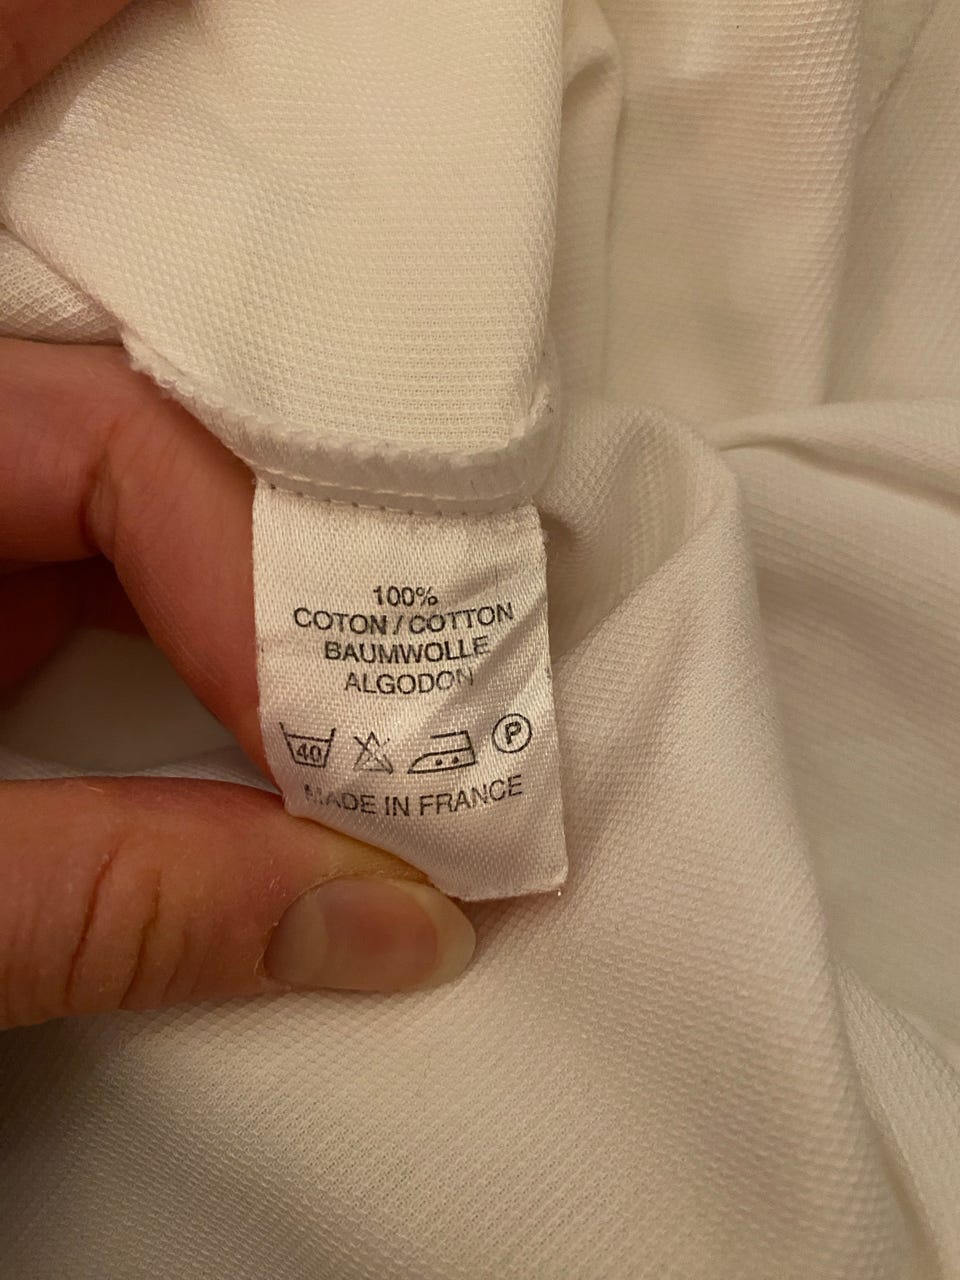 100%
COTON / COTTON
BAUMWOLLE
ALGODON
40 P
MADE IN FRANCE